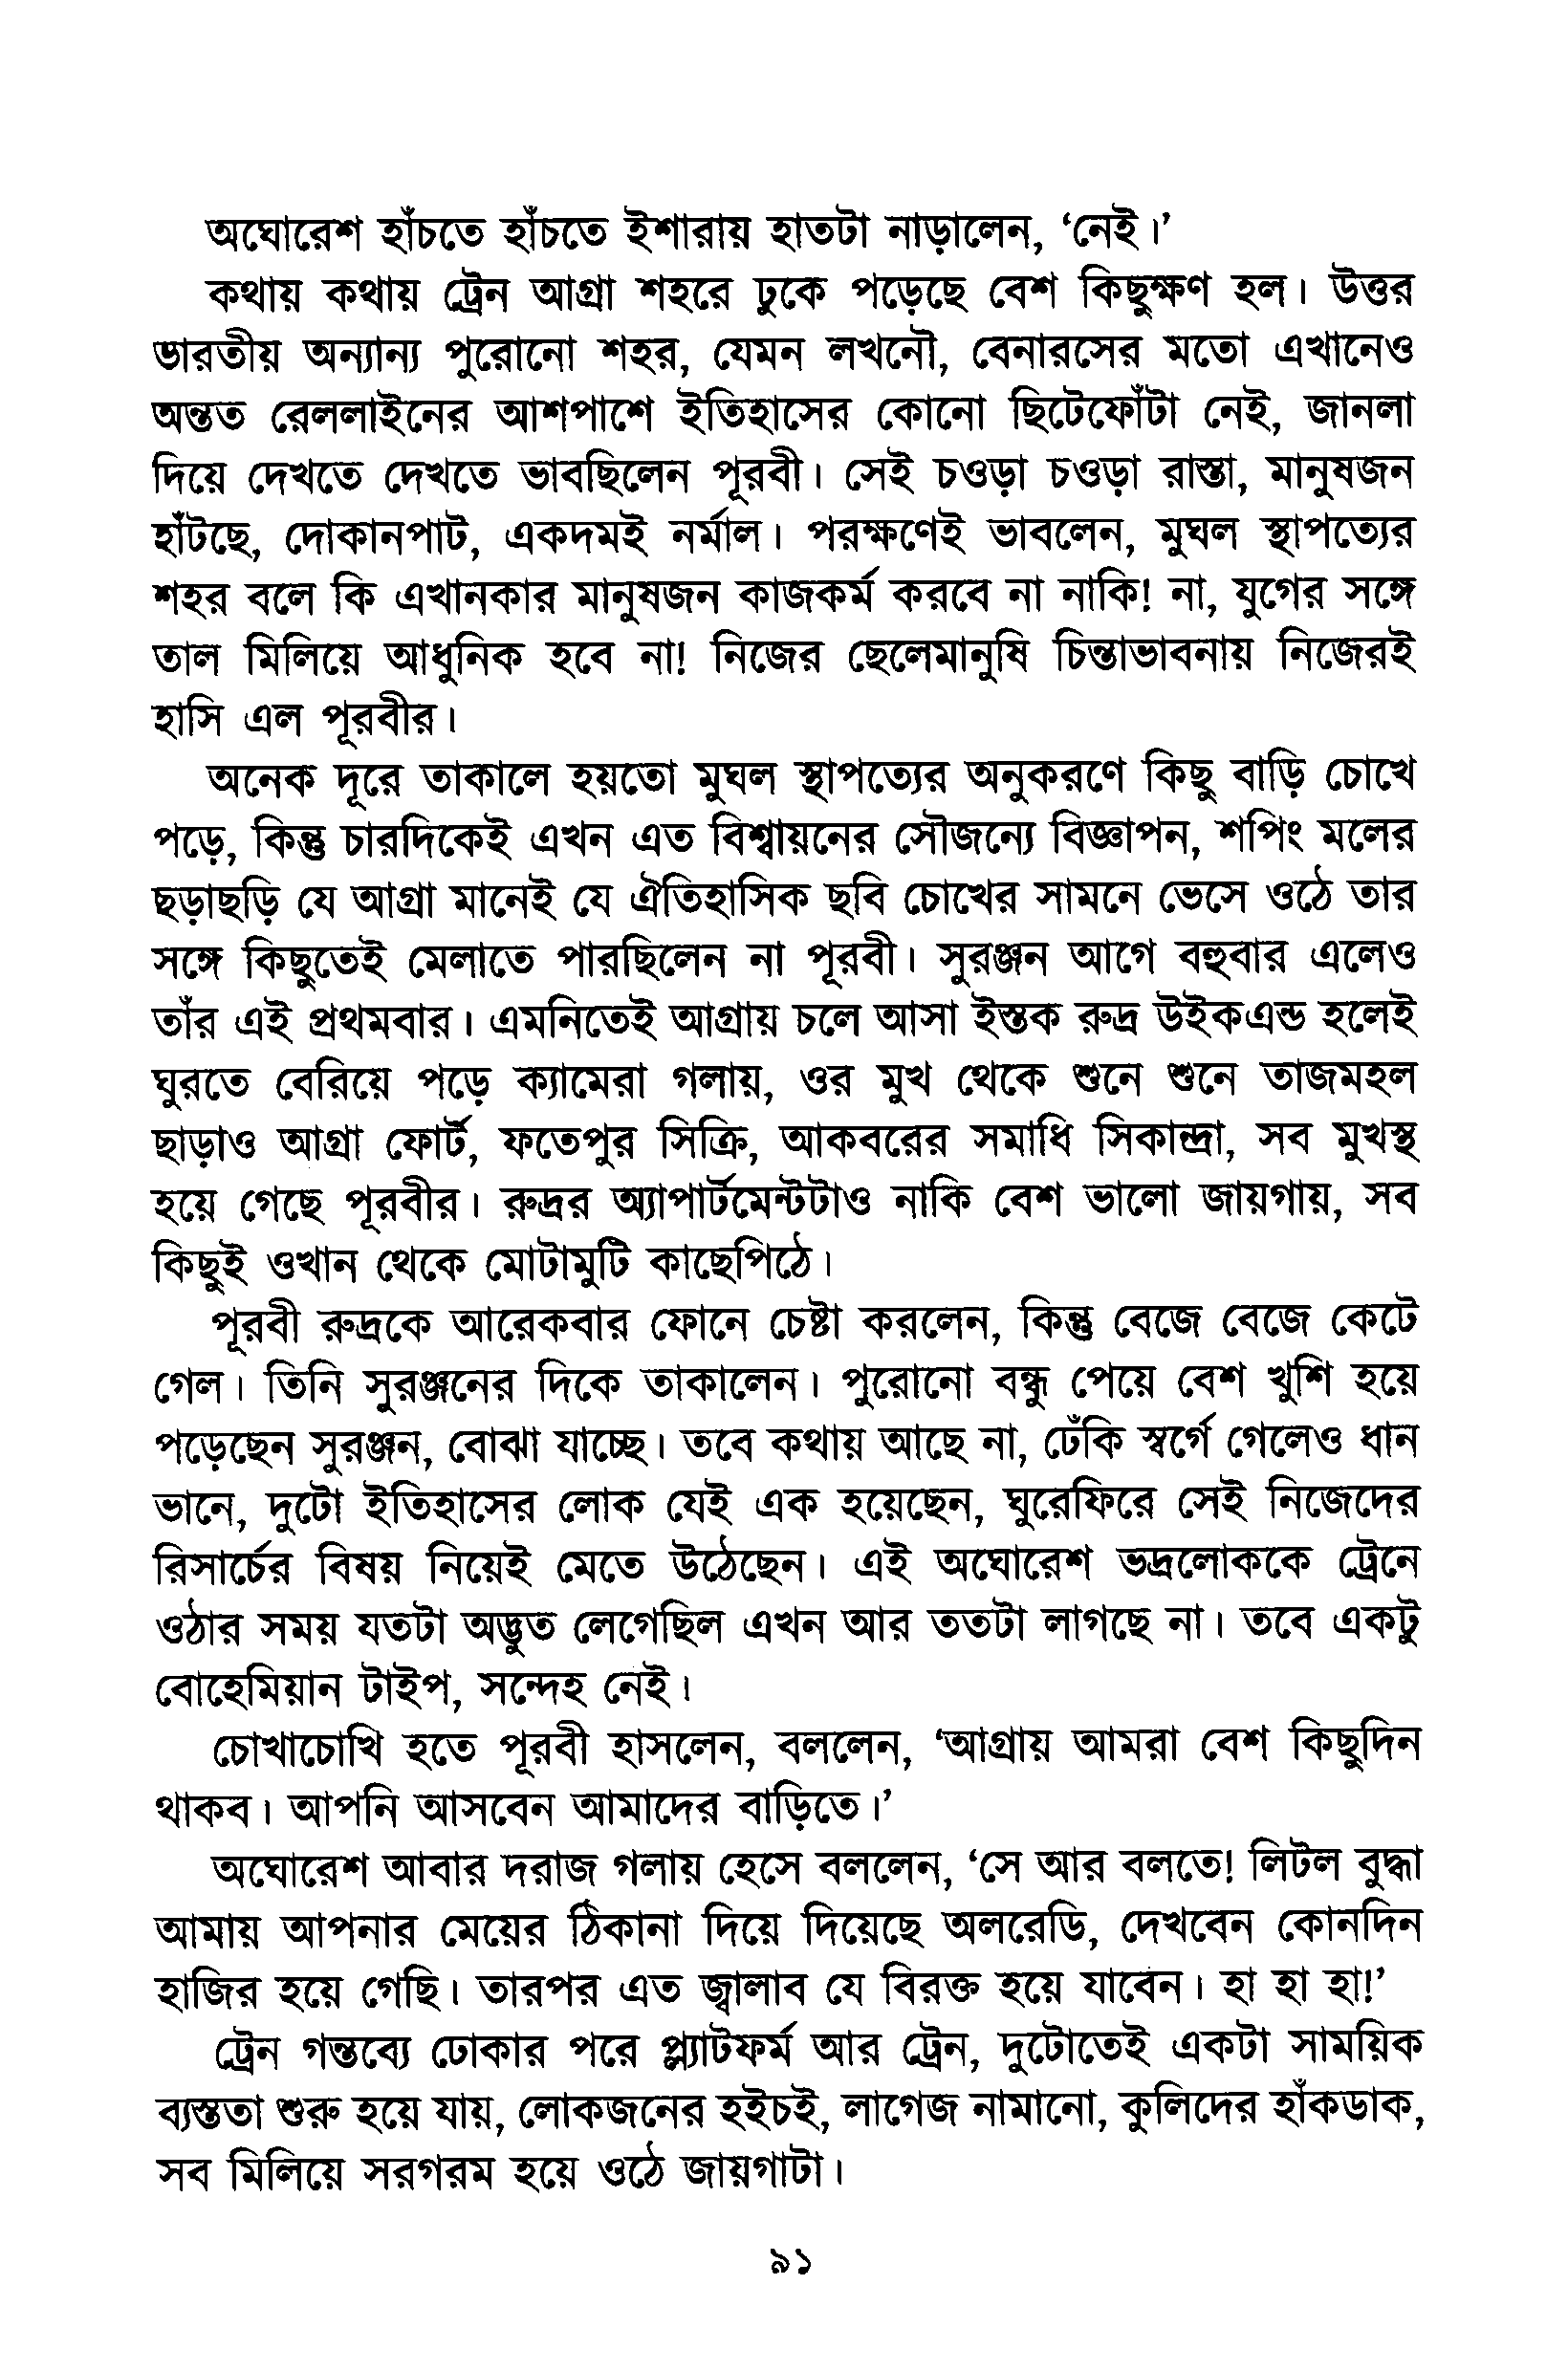 অঘোরেশ হাঁচতে হাঁচতে ইশারায় হাতটা নাড়ালেন, ‘নেই।’
কথায় কথায় ট্রেন আগ্রা শহরে ঢুকে পড়েছে বেশ কিছুক্ষণ হল। উত্তর
ভারতীয় অন্যান্য পুরোনো শহর, যেমন লখনৌ, বেনারসের মতো এখানেও
অন্তত রেললাইনের আশপাশে ইতিহাসের কোনো ছিটেফোঁটা নেই, জানলা
দিয়ে দেখতে দেখতে ভাবছিলেন পূরবী। সেই চওড়া চওড়া রাস্তা, মানুষজন
হাঁটছে, দোকানপাট, একদমই নর্মাল। পরক্ষণেই ভাবলেন, মুঘল স্থাপত্যের
শহর বলে কি এখানকার মানুষজন কাজকর্ম করবে না নাকি! না, যুগের সঙ্গে
তাল মিলিয়ে আধুনিক হবে না! নিজের ছেলেমানুষি চিন্তাভাবনায় নিজেরই
হাসি এল পূরবীর।
অনেক দূরে তাকালে হয়তো মুঘল স্থাপত্যের অনুকরণে কিছু বাড়ি চোখে
পড়ে, কিন্তু চারদিকেই এখন এত বিশ্বায়নের সৌজন্যে বিজ্ঞাপন, শপিং মলের
ছড়াছড়ি যে আগ্রা মানেই যে ঐতিহাসিক ছবি চোখের সামনে ভেসে ওঠে তার
সঙ্গে কিছুতেই মেলাতে পারছিলেন না পূরবী। সুরঞ্জন আগে বহুবার এলেও
তাঁর এই প্রথমবার। এমনিতেই আগ্রায় চলে আসা ইস্তক রুদ্র উইকএন্ড হলেই
ঘুরতে বেরিয়ে পড়ে ক্যামেরা গলায়, ওর মুখ থেকে শুনে শুনে তাজমহল
ছাড়াও আগ্রা ফোর্ট, ফতেপুর সিক্রি, আকবরের সমাধি সিকান্দ্রা, সব মুখস্থ
হয়ে গেছে পূরবীর। রুদ্রর অ্যাপার্টমেন্টটাও নাকি বেশ ভালো জায়গায়, সব
কিছুই ওখান থেকে মোটামুটি কাছেপিঠে।
পূরবী রুদ্রকে আরেকবার ফোনে চেষ্টা করলেন, কিন্তু বেজে বেজে কেটে
গেল। তিনি সুরঞ্জনের দিকে তাকালেন। পুরোনো বন্ধু পেয়ে বেশ খুশি হয়ে
পড়েছেন সুরঞ্জন, বোঝা যাচ্ছে। তবে কথায় আছে না, ঢেঁকি স্বর্গে গেলেও ধান
ভানে, দুটো ইতিহাসের লোক যেই এক হয়েছেন, ঘুরেফিরে সেই নিজেদের
রিসার্চের বিষয় নিয়েই মেতে উঠেছেন। এই অঘোরেশ ভদ্রলোককে ট্রেনে
ওঠার সময় যতটা অদ্ভুত লেগেছিল এখন আর ততটা লাগছে না। তবে একটু
বোহেমিয়ান টাইপ, সন্দেহ নেই।
চোখাচোখি হতে পূরবী হাসলেন, বললেন, ‘আগ্রায় আমরা বেশ কিছুদিন
থাকব। আপনি আসবেন আমাদের বাড়িতে।’
অঘোরেশ আবার দরাজ গলায় হেসে বললেন, ‘সে আর বলতে! লিটল বুদ্ধা
আমায় আপনার মেয়ের ঠিকানা দিয়ে দিয়েছে অলরেডি, দেখবেন কোনদিন
হাজির হয়ে গেছি। তারপর এত জ্বালাব যে বিরক্ত হয়ে যাবেন। হা হা হা!’
ট্রেন গন্তব্যে ঢোকার পরে প্ল্যাটফর্ম আর ট্রেন, দুটোতেই একটা সাময়িক
ব্যস্ততা শুরু হয়ে যায়, লোকজনের হইচই, লাগেজ নামানো, কুলিদের হাঁকডাক,
সব মিলিয়ে সরগরম হয়ে ওঠে জায়গাটা।
৯১